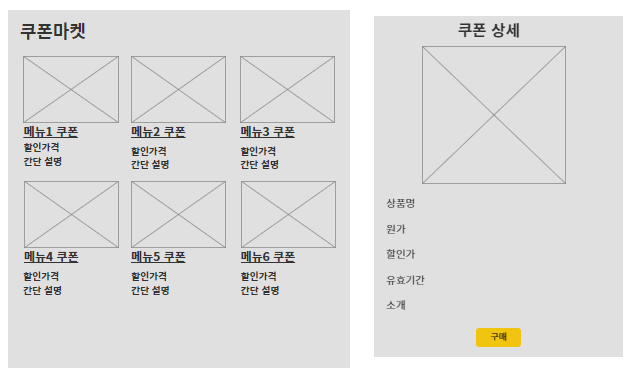 쿠폰마켓
메뉴1 쿠폰
할인가격
간단 설명
메뉴2 쿠폰
할인가격
간단 설명
메뉴3 쿠폰
할인가격
간단 설명
메뉴4 쿠폰
할인가격
간단 설명
메뉴5 쿠폰
할인가격
간단 설명
메뉴6 쿠폰
할인가격
간단 설명
쿠폰 상세
상품명
원가
할인가
유효기간
소개
구매